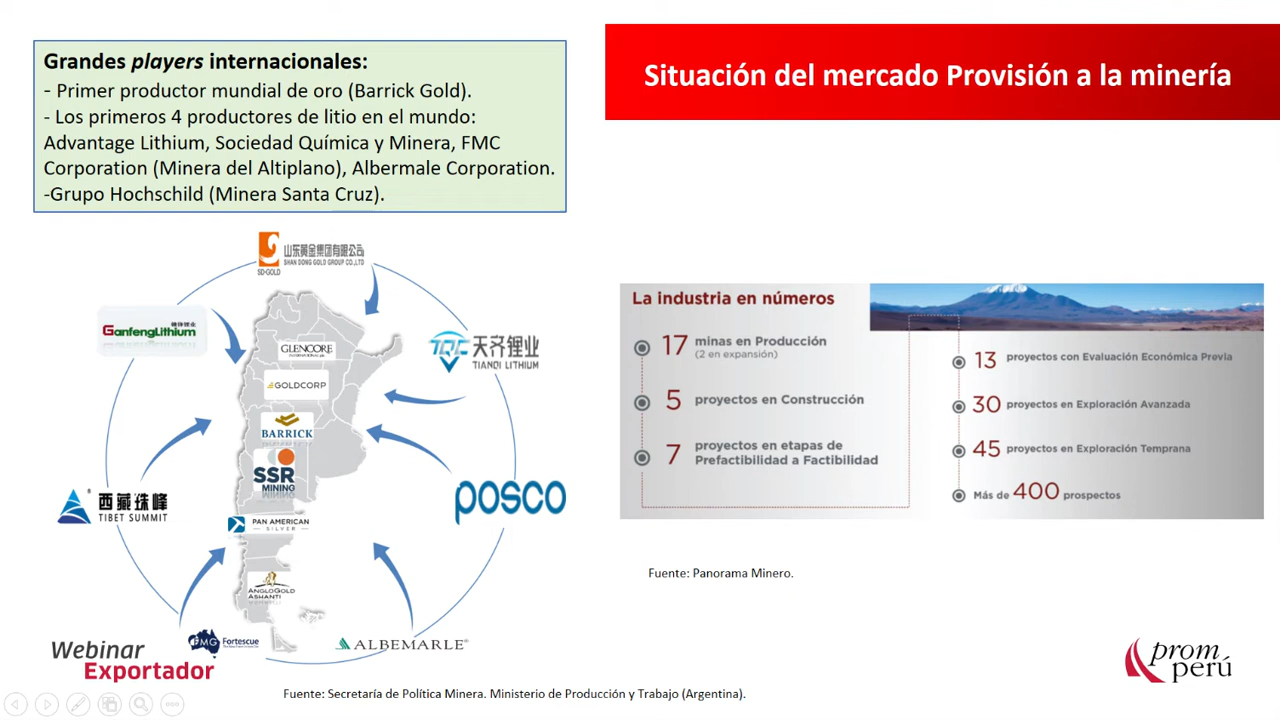 Grandes players internacionales:
- Primer productor mundial de oro (Barrick Gold).
- Los primeros 4 productores de litio en el mundo:
Advantage Lithium, Sociedad Química y Minera, FMC
Corporation (Minera del Altiplano), Albermale Corporation.
-Grupo Hochschild (Minera Santa Cruz).
Situación del mercado Provisión a la minería
山东黄金集团有限公司
SHAN DONG GOLD GROUP CO.,LTD
SD-GOLD
GanfengLithium
天齐锂业
TIANDI LITHIUM
GLENCORE
GOLDCORP
BARRICK
SSR
MINING
西藏珠峰
TIBET SUMMIT
posco
PAN AMERICAN
SILVER
ANGLOGOLD
ASHANTI
FMG Fortescue
ALBEMARLE
La industria en números
17 minas en Producción
(2 en expansión)
5 proyectos en Construcción
7 proyectos en etapas de
Prefactibilidad a Factibilidad
13 proyectos con Evaluación Económica Previa
30 proyectos en Exploración Avanzada
45 proyectos en Exploración Temprana
Más de 400 prospectos
Fuente: Panorama Minero.
Webinar
Exportador
prom
perú
Fuente: Secretaría de Política Minera. Ministerio de Producción y Trabajo (Argentina).